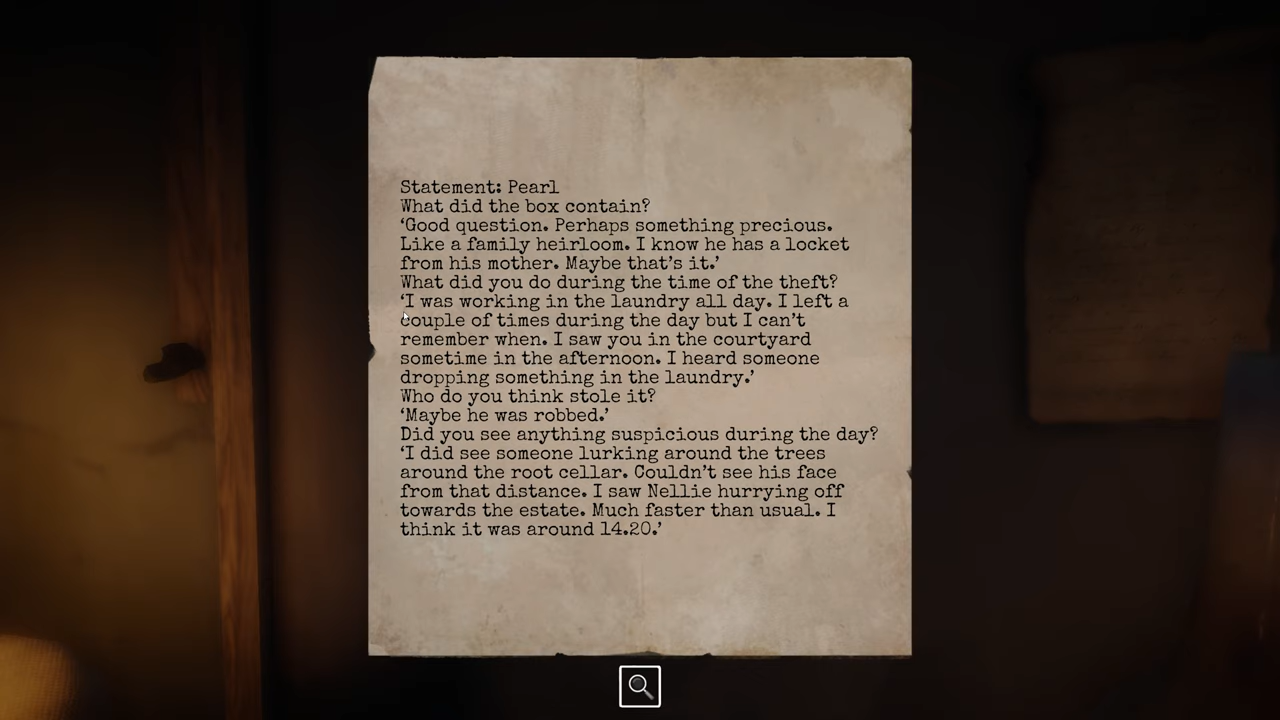 Statement: Pearl
What did the box contain?
‘Good question. Perhaps something precious.
Like a family heirloom. I know he has a locket
from his mother. Maybe that’s it.’
What did you do during the time of the theft?
‘I was working in the laundry all day. I left a
couple of times during the day but I can’t
remember when. I saw you in the courtyard
sometime in the afternoon. I heard someone
dropping something in the laundry.’
Who do you think stole it?
‘Maybe he was robbed.’
Did you see anything suspicious during the day?
‘I did see someone lurking around the trees
around the root cellar. Couldn’t see his face
from that distance. I saw Nellie hurrying off
towards the estate. Much faster than usual. I
think it was around 14.20.’